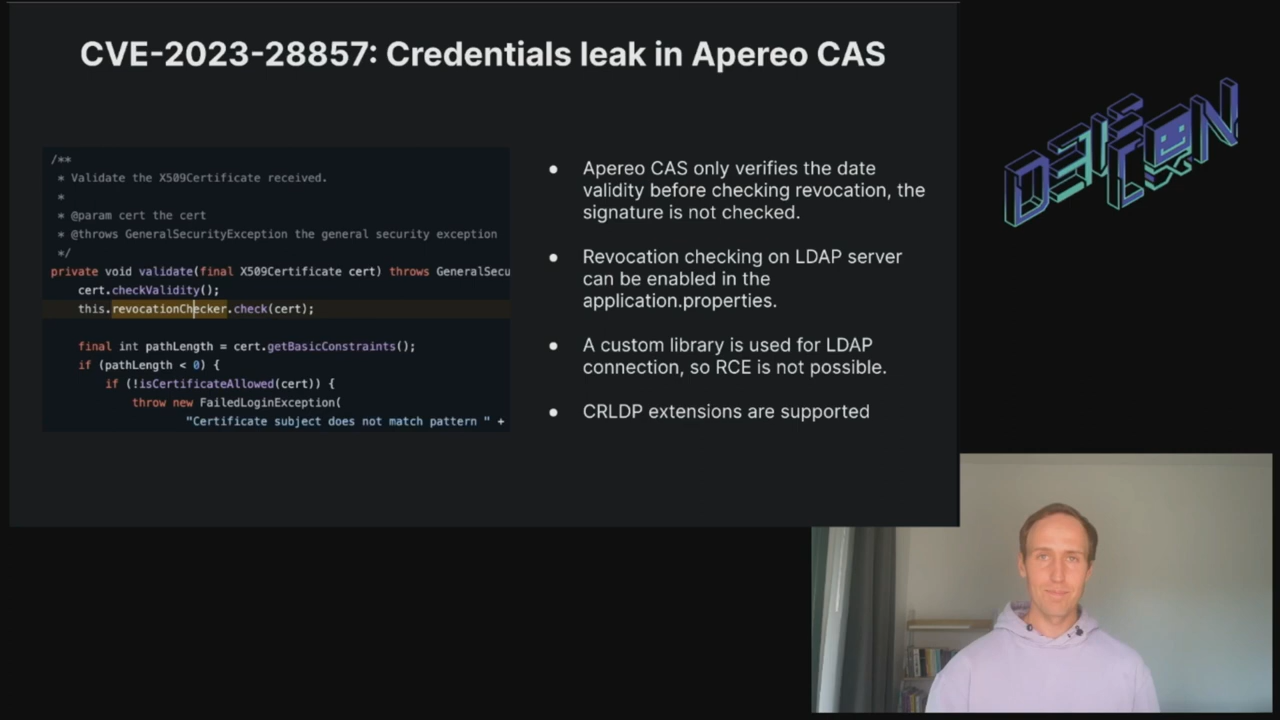 CVE-2023-28857: Credentials leak in Apereo CAS
/**
* Validate the X509Certificate received.
*
* @param cert the cert
* @throws GeneralSecurityException the general security exception
*/
private void validate(final X509Certificate cert) throws GeneralSecu
cert.checkValidity();
this.revocationChecker.check(cert);
final int pathLength = cert.getBasicConstraints();
if (pathLength < 0) {
if (!isCertificateAllowed(cert)) {
throw new FailedLoginException(
"Certificate subject does not match pattern " +
● Apereo CAS only verifies the date
validity before checking revocation, the
signature is not checked.
● Revocation checking on LDAP server
can be enabled in the
application.properties.
● A custom library is used for LDAP
connection, so RCE is not possible.
● CRLDP extensions are supported
DEF
CON